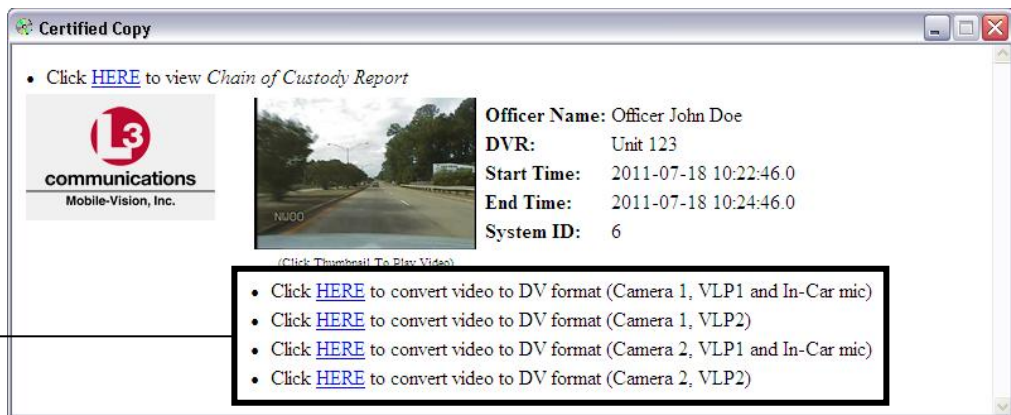 Certified Copy
• Click HERE to view Chain of Custody Report
L3
communications
Mobile-Vision, Inc.
NW00
(Click Thumbnail To Play Video)
Officer Name: Officer John Doe
DVR: Unit 123
Start Time: 2011-07-18 10:22:46.0
End Time: 2011-07-18 10:24:46.0
System ID: 6
• Click HERE to convert video to DV format (Camera 1, VLP1 and In-Car mic)
• Click HERE to convert video to DV format (Camera 1, VLP2)
• Click HERE to convert video to DV format (Camera 2, VLP1 and In-Car mic)
• Click HERE to convert video to DV format (Camera 2, VLP2)